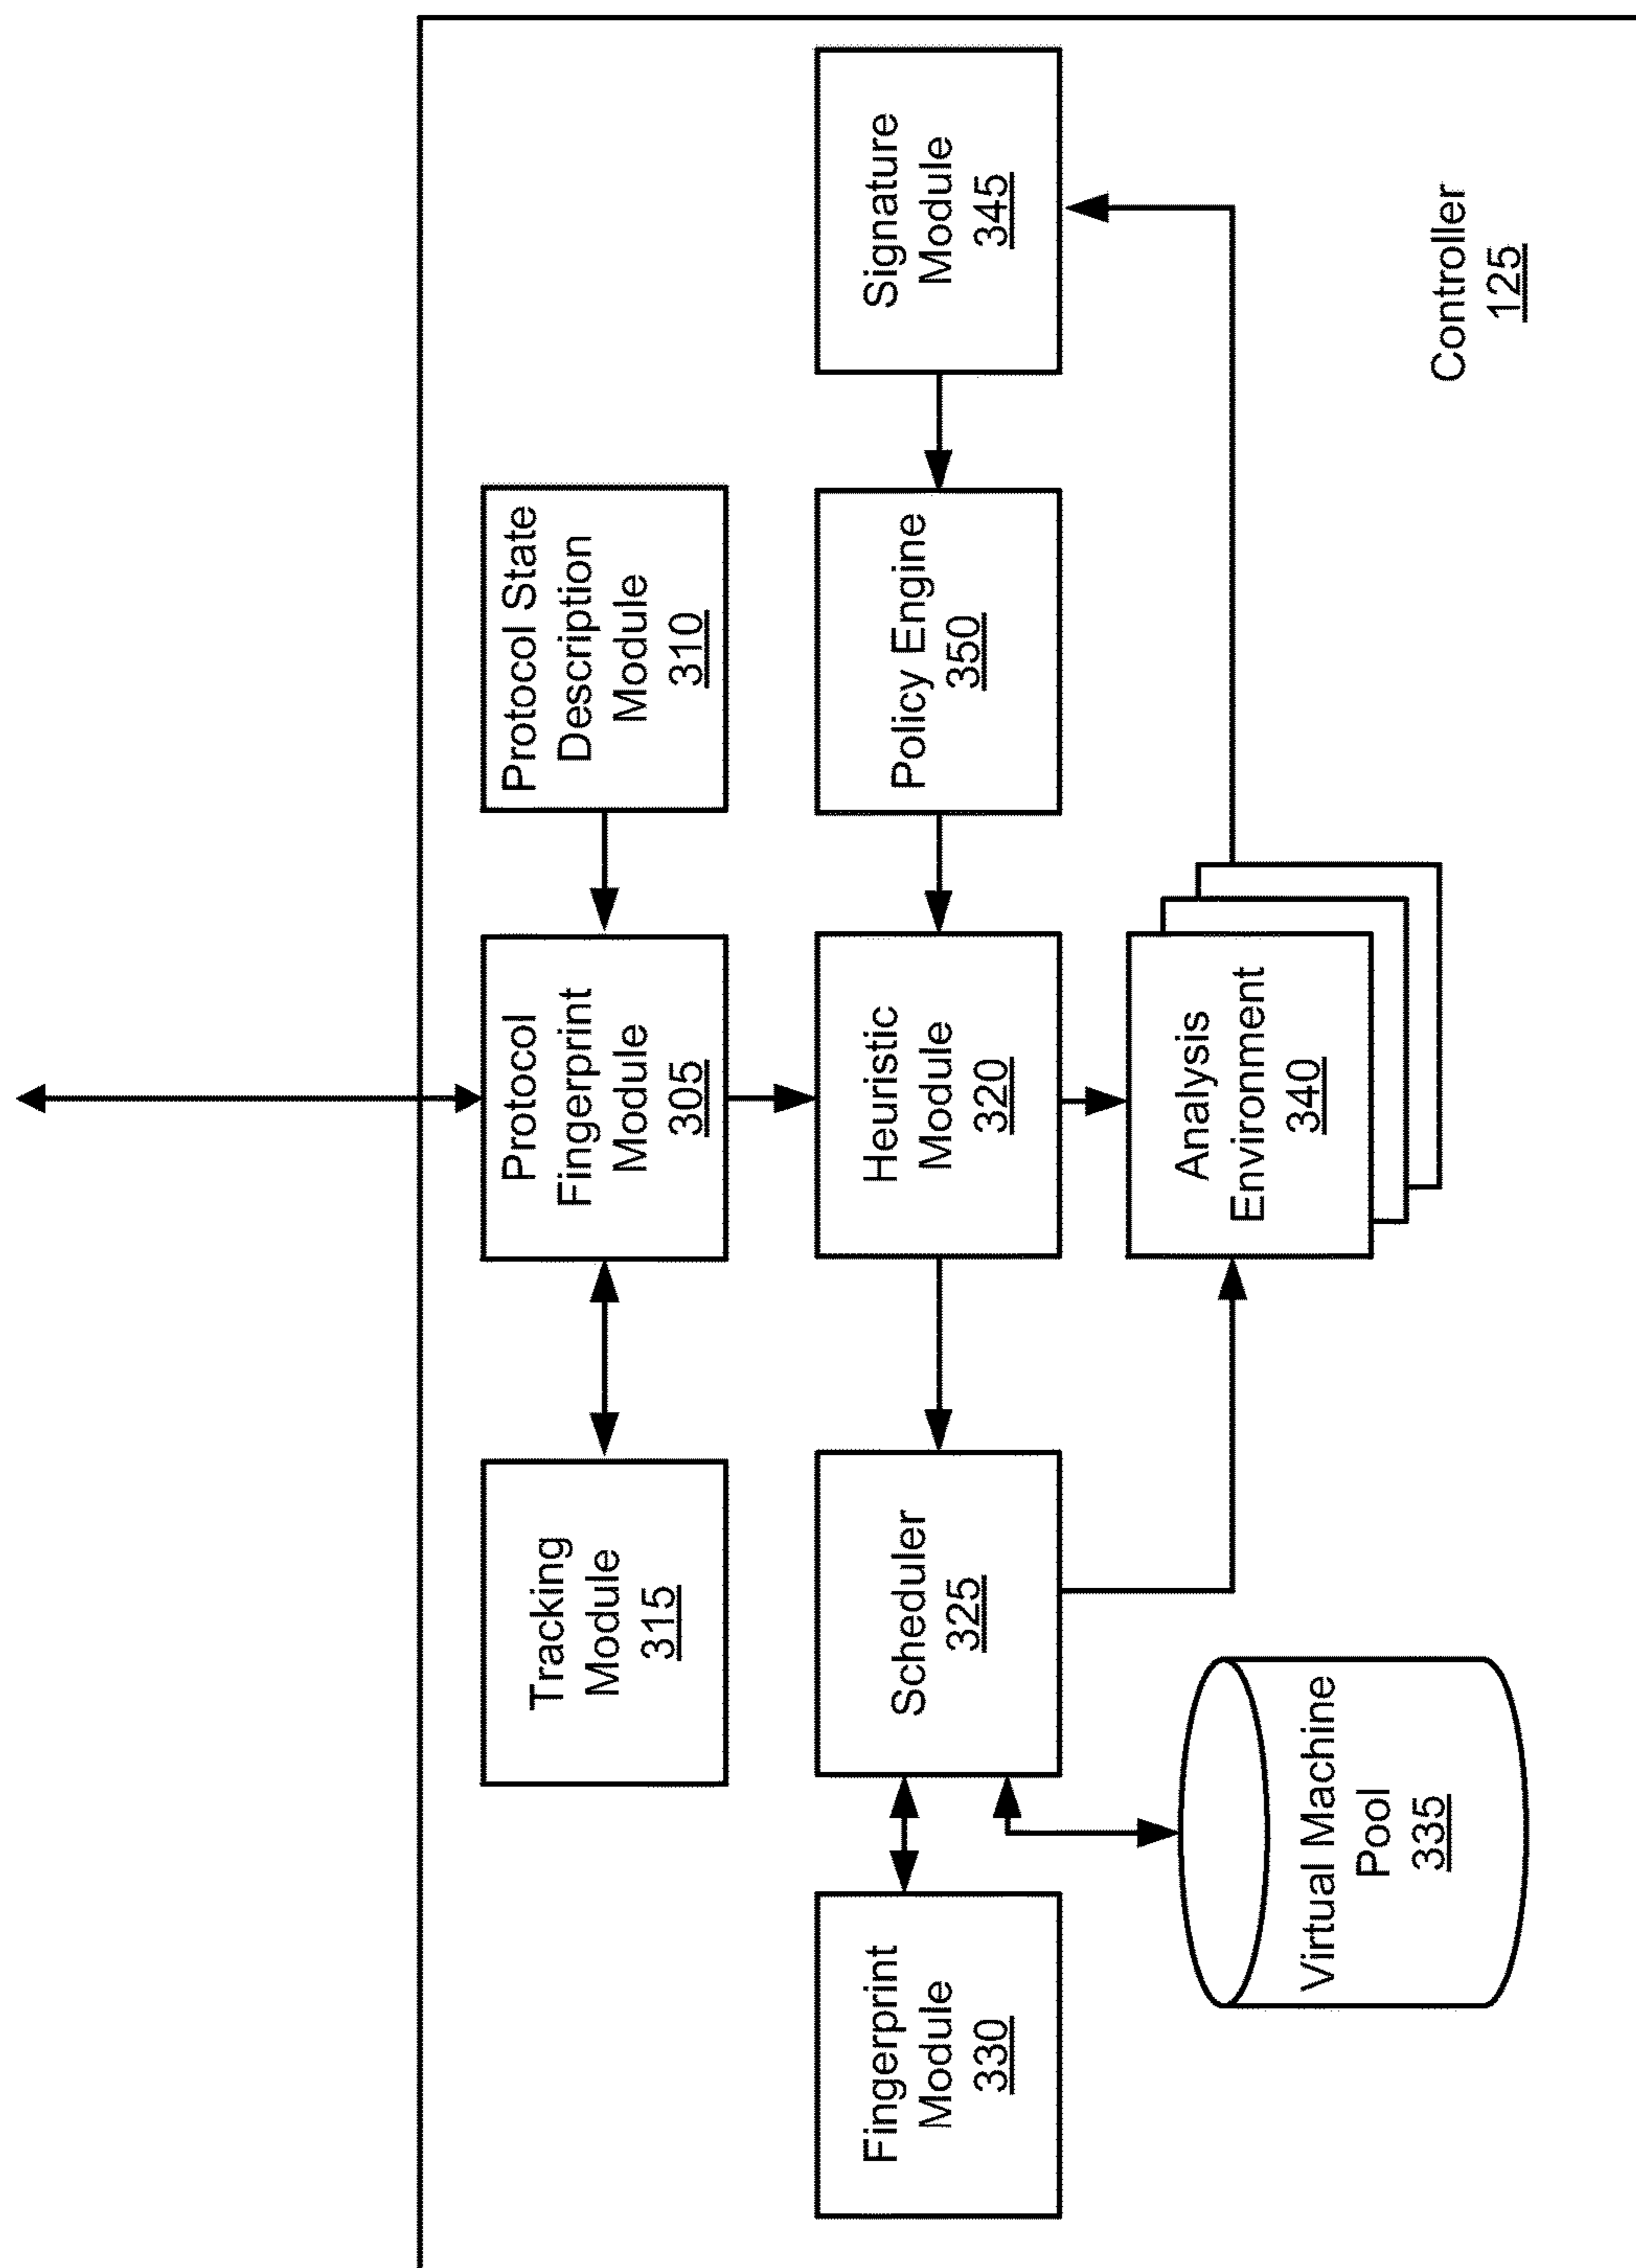 Tracking
Module
315
Protocol
Fingerprint
Module
305
Protocol State
Description
Module
310
Fingerprint
Module
330
Scheduler
325
Heuristic
Module
320
Policy Engine
350
Signature
Module
345
Virtual Machine
Pool
335
Analysis
Environment
340
Controller
125